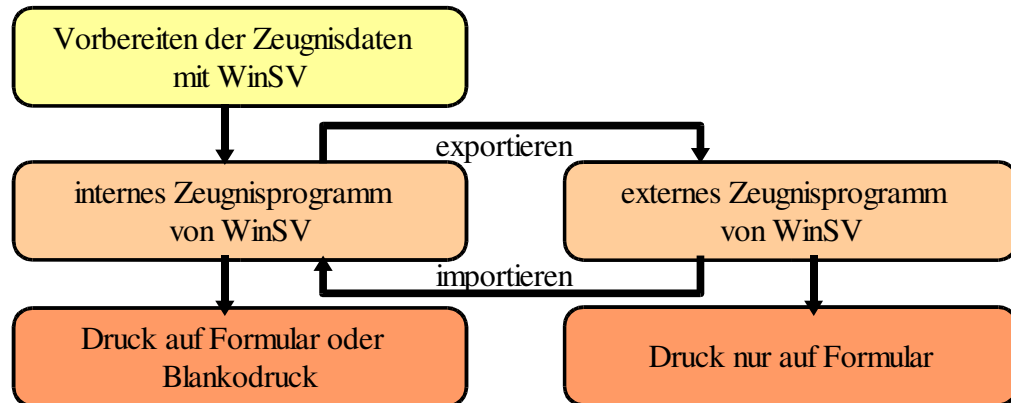 Vorbereiten der Zeugnisdaten
mit WinSV
exportieren
internes Zeugnisprogramm
von WinSV
externes Zeugnisprogramm
von WinSV
importieren
Druck auf Formular oder
Blankodruck
Druck nur auf Formular